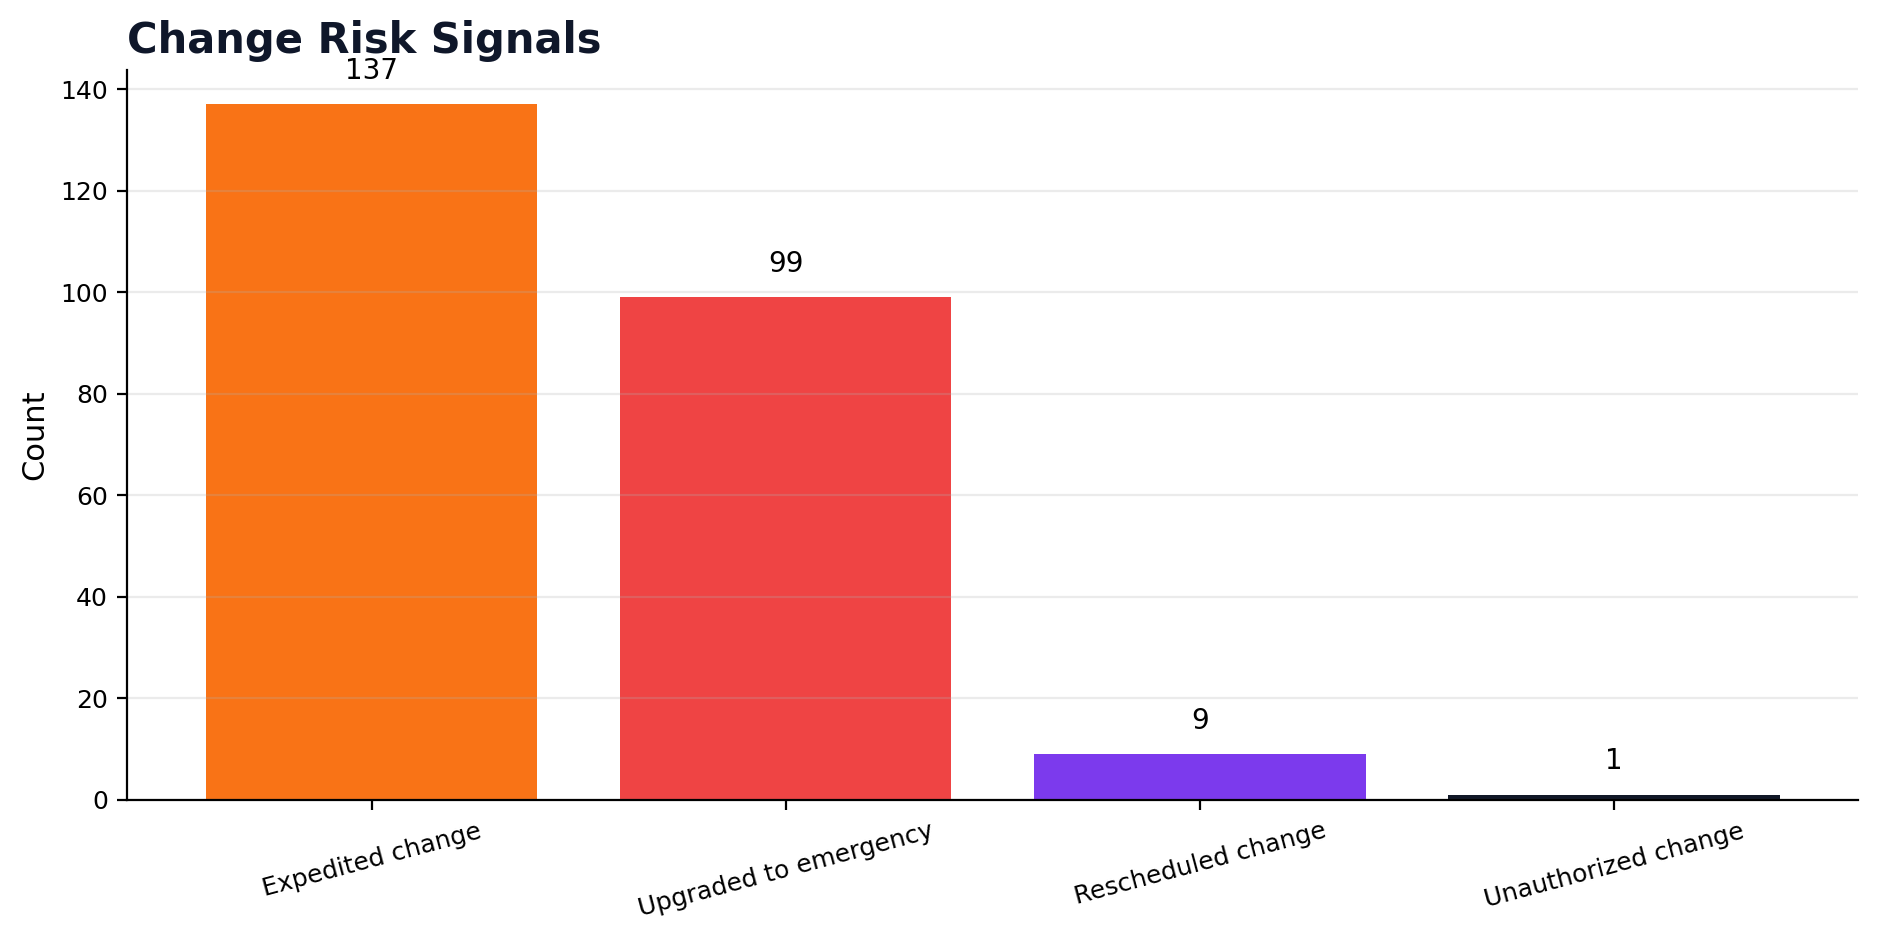 Change Risk Signals
137
140
120
99
100
80
Count
60
40
20
9
1
0
Expedited change
Upgraded to emergency
Rescheduled change
Unauthorized change